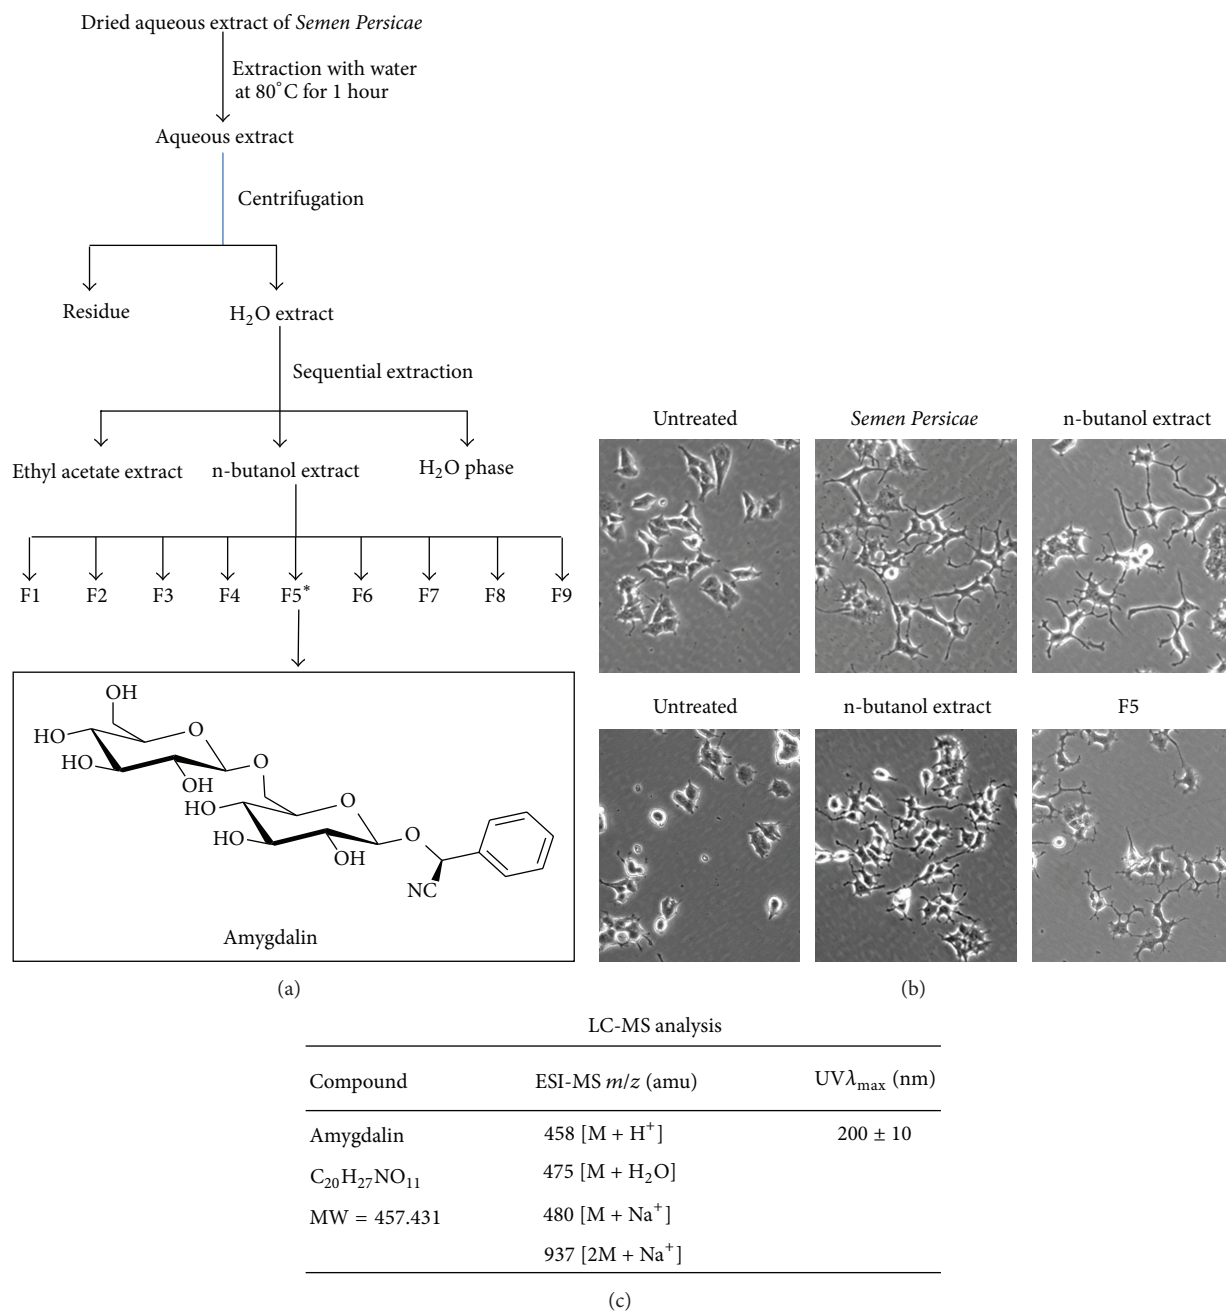 Dried aqueous extract of Semen Persicae
Extraction with water
at 80°C for 1 hour
Aqueous extract
Centrifugation
Residue
H₂O extract
Sequential extraction
Ethyl acetate extract
n-butanol extract
H₂O phase
F1 F2 F3 F4 F5* F6 F7 F8 F9
OH
HO
O
HO
OH
O
HO
O
HO
OH
O
NC
Amygdalin
(a)
Untreated
Semen Persicae
n-butanol extract
Untreated
n-butanol extract
F5
(b)
LC-MS analysis
Compound ESI-MS m/z (amu) UVλmax (nm)
Amygdalin 458 [M + H⁺] 200 ± 10
C₂₀H₂₇NO₁₁ 475 [M + H₂O]
MW = 457.431 480 [M + Na⁺]
937 [2M + Na⁺]
(c)